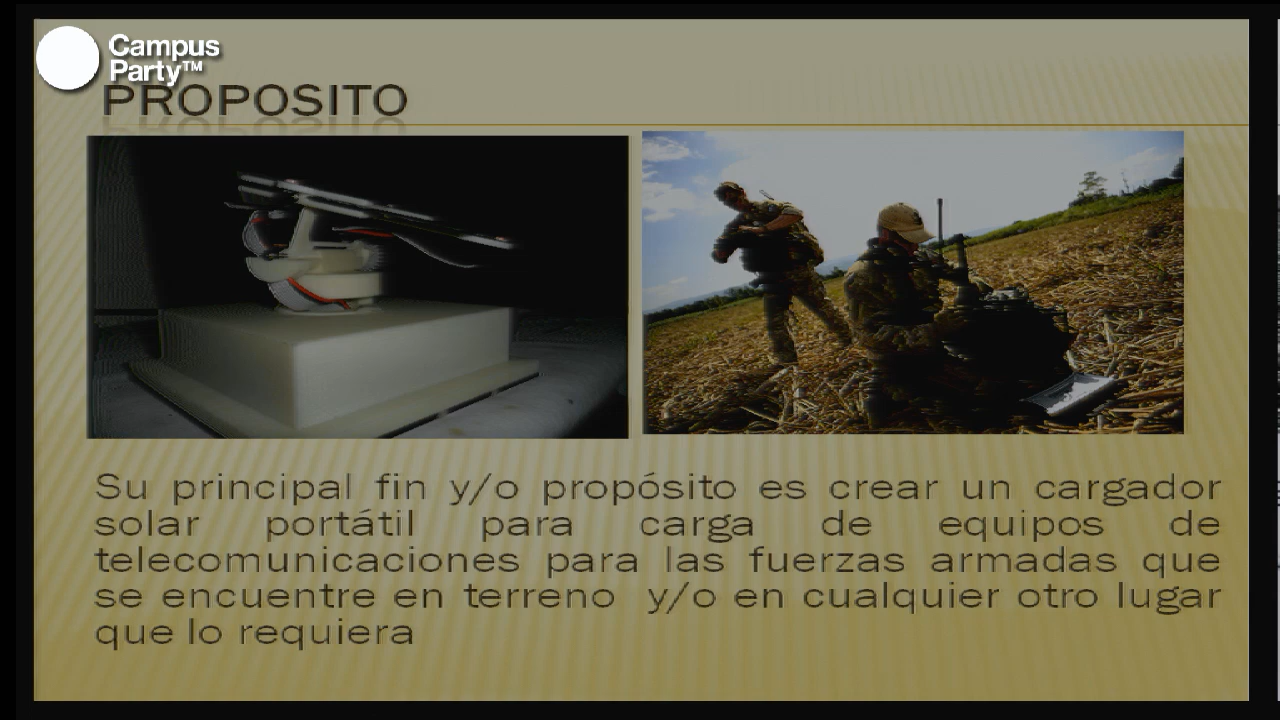 Campus
Party™
PROPOSITO
Su principal fin y/o propósito es crear un cargador
solar portátil para carga de equipos de
telecomunicaciones para las fuerzas armadas que
se encuentre en terreno y/o en cualquier otro lugar
que lo requiera